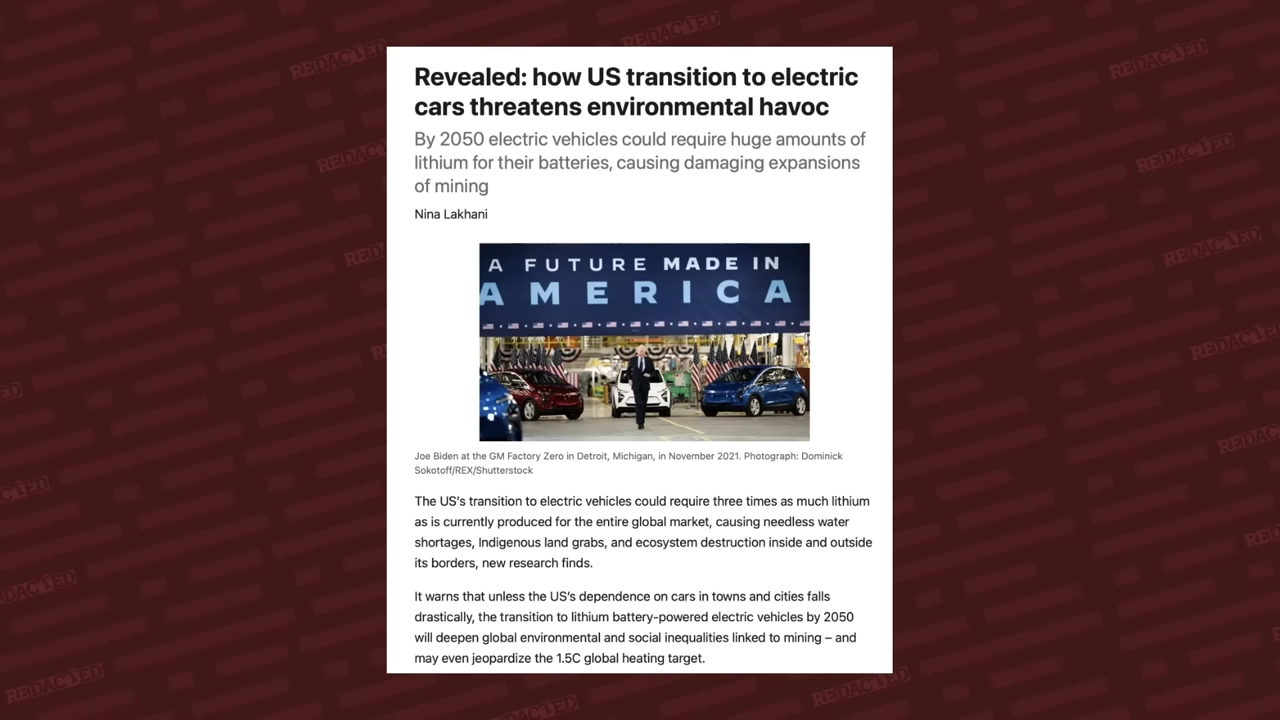 REDACTED
REDACTED
REDACTED
REDACTED
REDACTED
REDACTED
REDACTED
REDACTED
Revealed: how US transition to electric
cars threatens environmental havoc
By 2050 electric vehicles could require huge amounts of
lithium for their batteries, causing damaging expansions
of mining
Nina Lakhani
A FUTURE MADE IN
AMERICA
Joe Biden at the GM Factory Zero in Detroit, Michigan, in November 2021. Photograph: Dominick
Sokotoff/REX/Shutterstock
The US's transition to electric vehicles could require three times as much lithium
as is currently produced for the entire global market, causing needless water
shortages, Indigenous land grabs, and ecosystem destruction inside and outside
its borders, new research finds.
It warns that unless the US's dependence on cars in towns and cities falls
drastically, the transition to lithium battery-powered electric vehicles by 2050
will deepen global environmental and social inequalities linked to mining – and
may even jeopardize the 1.5C global heating target.